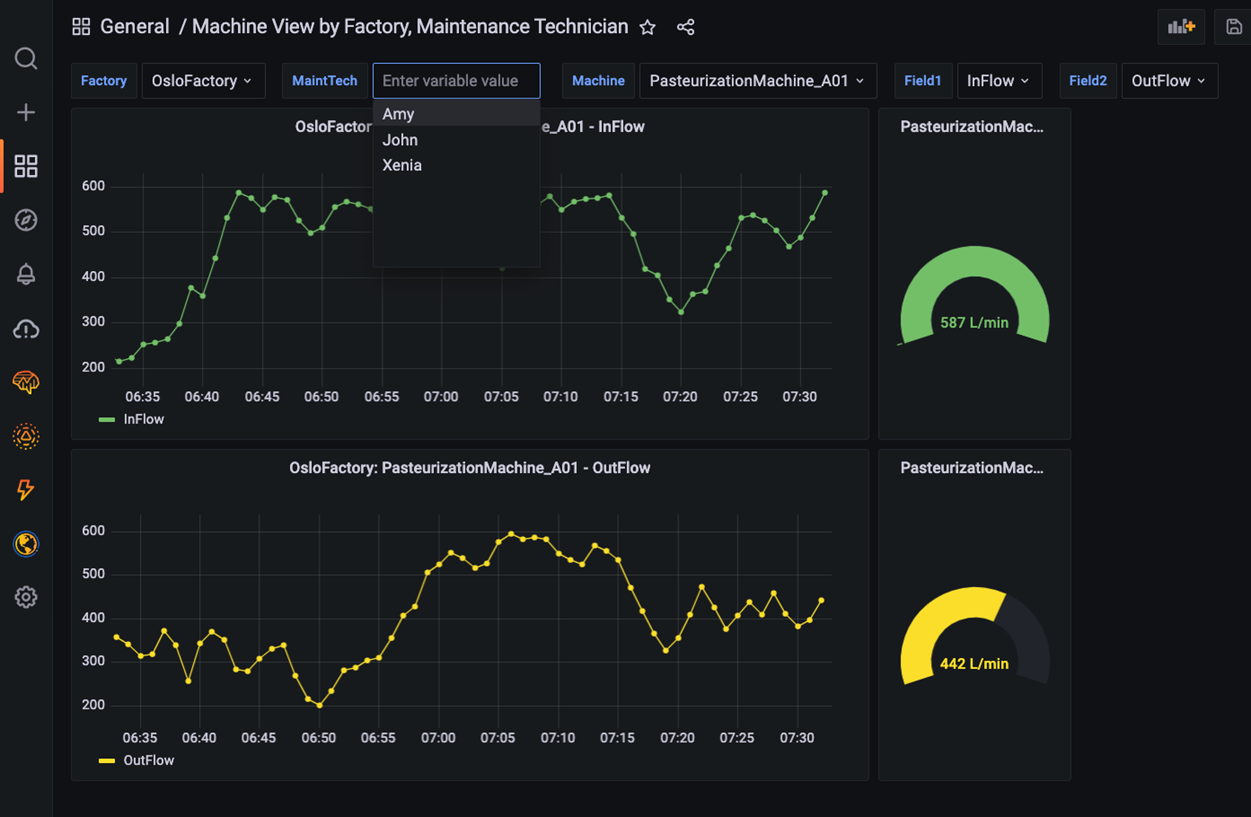 General / Machine View by Factory, Maintenance Technician
Factory OsloFactory MaintTech Enter variable value Machine PasteurizationMachine_A01 Field1 InFlow Field2 OutFlow
Amy
John
Xenia
OsloFactor e_A01 - InFlow
600
500
400
300
200
06:35 06:40 06:45 06:50 06:55 07:00 07:05 07:10 07:15 07:20 07:25 07:30
InFlow
PasteurizationMac...
587 L/min
OsloFactory: PasteurizationMachine_A01 - OutFlow
600
500
400
300
200
06:35 06:40 06:45 06:50 06:55 07:00 07:05 07:10 07:15 07:20 07:25 07:30
OutFlow
PasteurizationMac...
442 L/min